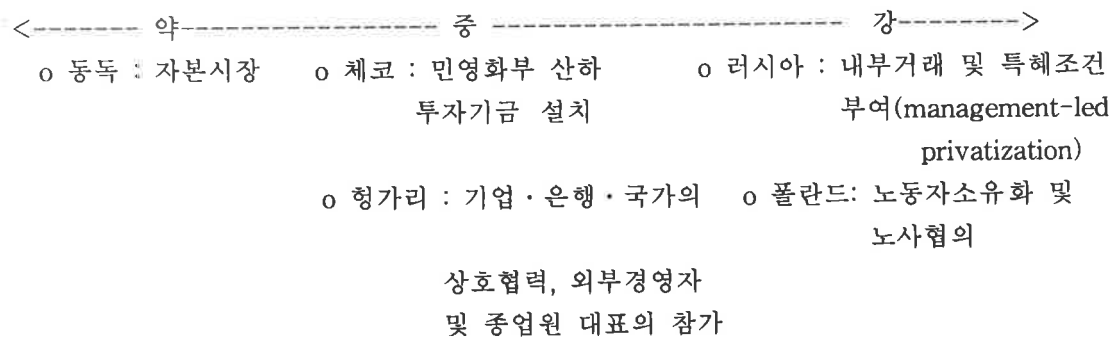 <------- 약----------------- 중 ------------------------ 강-------->
o 동독 : 자본시장 o 체코 : 민영화부 산하 o 러시아 : 내부거래 및 특혜조건
투자기금 설치 부여(management-led
privatization)
o 헝가리 : 기업·은행·국가의 o 폴란드: 노동자소유화 및
노사협의
상호협력, 외부경영자
및 종업원 대표의 참가